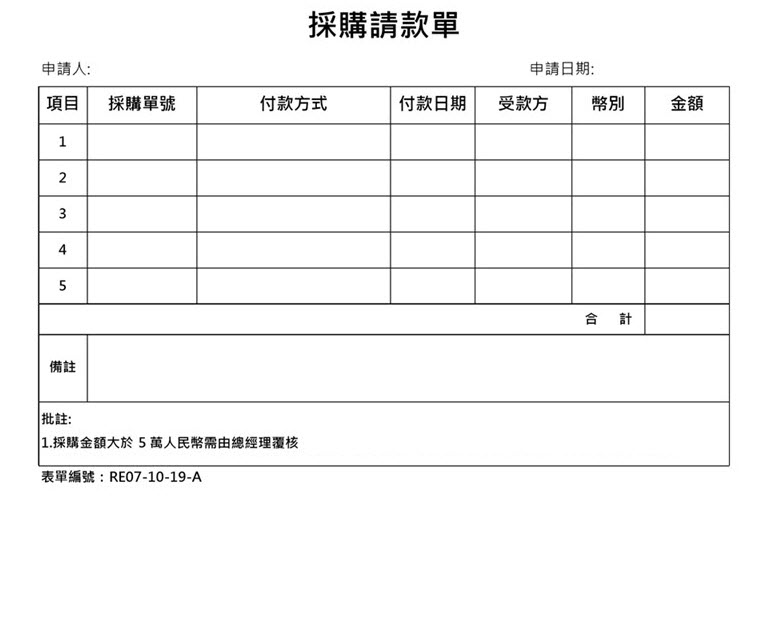 採購請款單
申請人: 申請日期:
項目 採購單號 付款方式 付款日期 受款方 幣別 金額
1
2
3
4
5
合 計
備註
批註:
1.採購金額大於 5 萬人民幣需由總經理覆核
表單編號：RE07-10-19-A